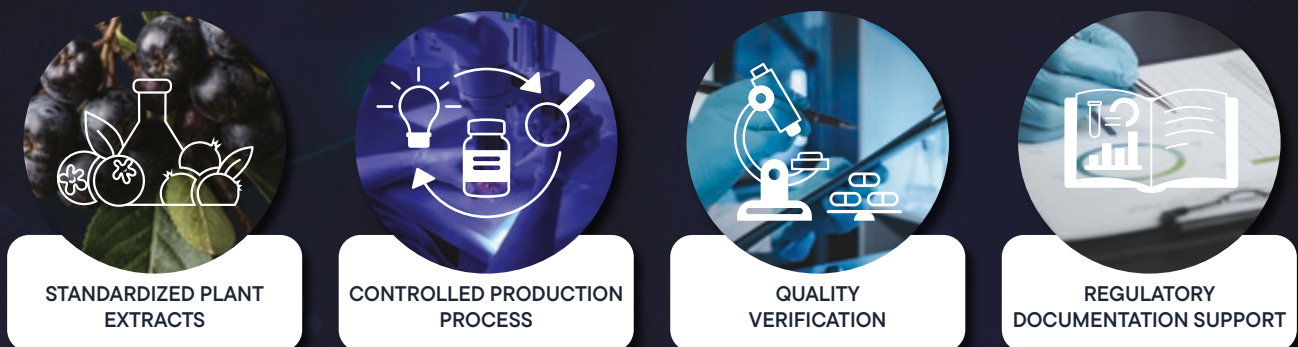 STANDARDIZED PLANT
EXTRACTS
CONTROLLED PRODUCTION
PROCESS
QUALITY
VERIFICATION
REGULATORY
DOCUMENTATION SUPPORT